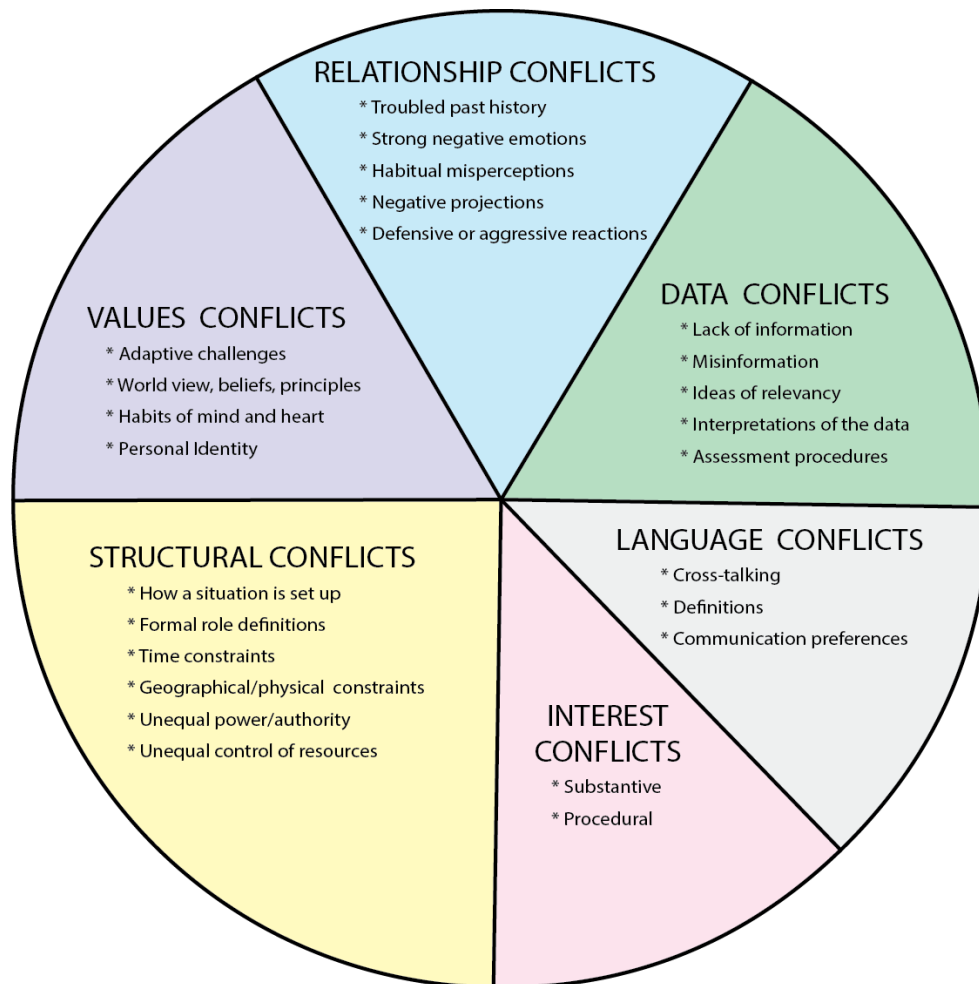 RELATIONSHIP CONFLICTS
* Troubled past history
* Strong negative emotions
* Habitual misperceptions
* Negative projections
* Defensive or aggressive reactions
DATA CONFLICTS
* Lack of information
* Misinformation
* Ideas of relevancy
* Interpretations of the data
* Assessment procedures
LANGUAGE CONFLICTS
* Cross-talking
* Definitions
* Communication preferences
INTEREST
CONFLICTS
* Substantive
* Procedural
STRUCTURAL CONFLICTS
* How a situation is set up
* Formal role definitions
* Time constraints
* Geographical/physical constraints
* Unequal power/authority
* Unequal control of resources
VALUES CONFLICTS
* Adaptive challenges
* World view, beliefs, principles
* Habits of mind and heart
* Personal Identity